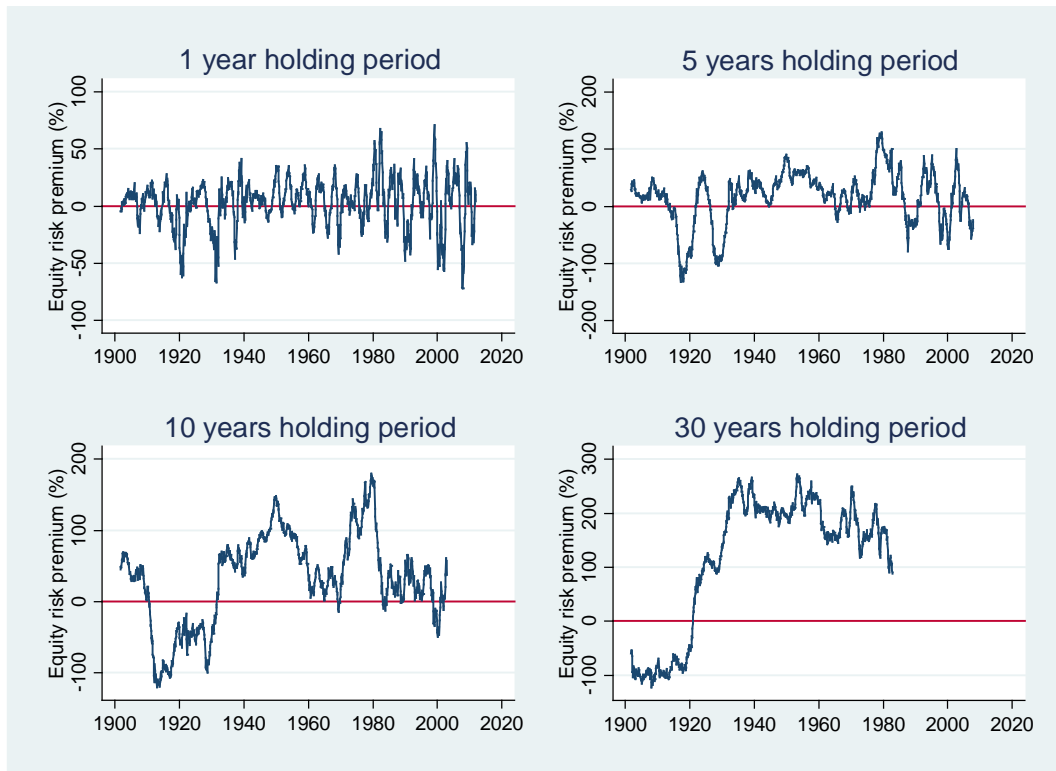 1 year holding period
Equity risk premium (%)
100
50
0
-50
-100
1900 1920 1940 1960 1980 2000 2020
5 years holding period
Equity risk premium (%)
200
100
0
-100
-200
1900 1920 1940 1960 1980 2000 2020
10 years holding period
Equity risk premium (%)
200
100
0
-100
1900 1920 1940 1960 1980 2000 2020
30 years holding period
Equity risk premium (%)
300
200
100
0
-100
1900 1920 1940 1960 1980 2000 2020